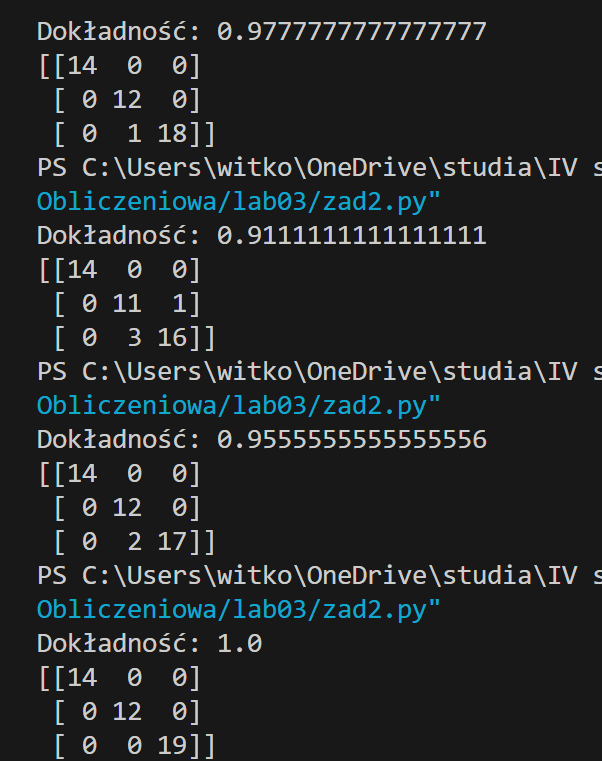 Dokładność: 0.9777777777777777
[[14  0  0]
 [ 0 12  0]
 [ 0  1 18]]
PS C:\Users\witko\OneDrive\studia\IV s
Obliczeniowa/lab03/zad2.py"
Dokładność: 0.9111111111111111
[[14  0  0]
 [ 0 11  1]
 [ 0  3 16]]
PS C:\Users\witko\OneDrive\studia\IV s
Obliczeniowa/lab03/zad2.py"
Dokładność: 0.9555555555555556
[[14  0  0]
 [ 0 12  0]
 [ 0  2 17]]
PS C:\Users\witko\OneDrive\studia\IV s
Obliczeniowa/lab03/zad2.py"
Dokładność: 1.0
[[14  0  0]
 [ 0 12  0]
 [ 0  0 19]]